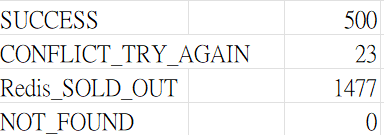 SUCCESS 500
CONFLICT_TRY_AGAIN 23
Redis_SOLD_OUT 1477
NOT_FOUND 0